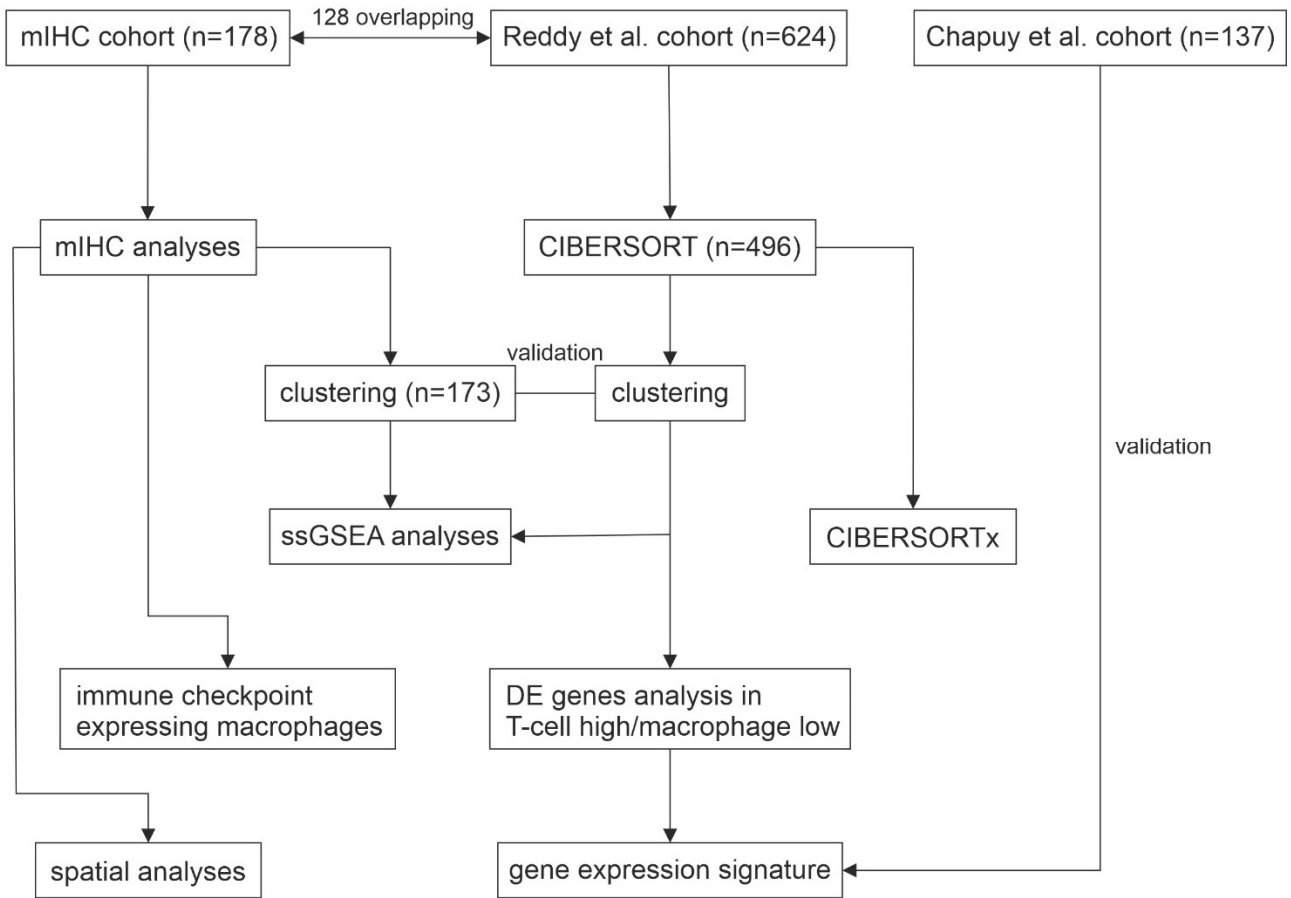 128 overlapping
mIHC cohort (n=178)
Reddy et al. cohort (n=624)
Chapuy et al. cohort (n=137)
mIHC analyses
CIBERSORT (n=496)
validation
clustering (n=173)
clustering
validation
ssGSEA analyses
CIBERSORTx
immune checkpoint
expressing macrophages
DE genes analysis in
T-cell high/macrophage low
spatial analyses
gene expression signature